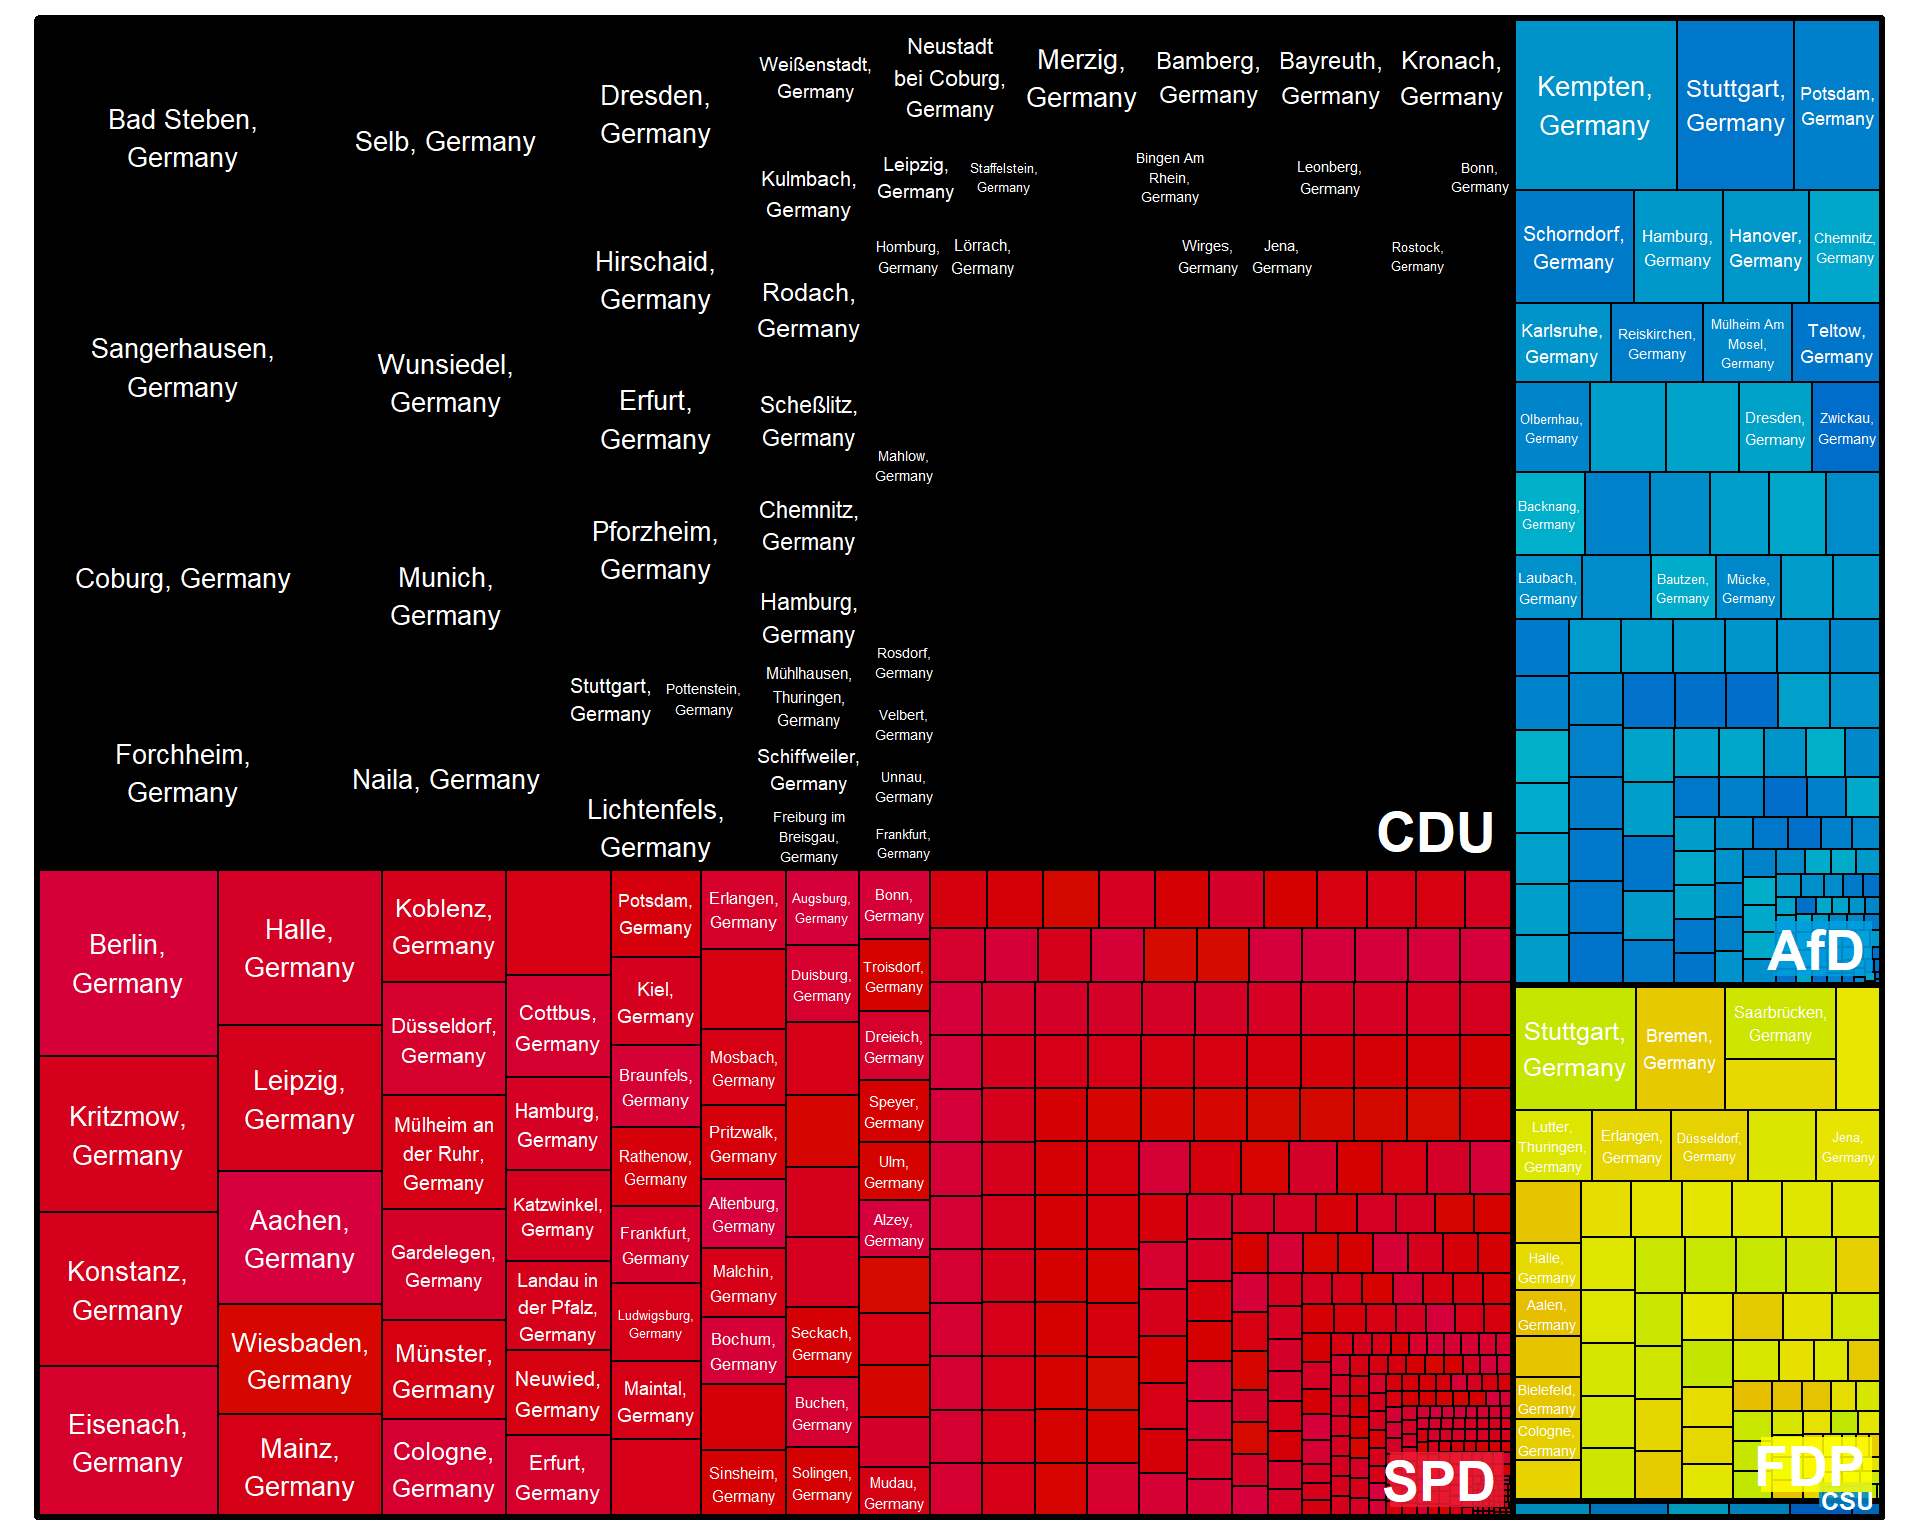 Bad Steben,
Germany
Selb, Germany
Dresden,
Germany
Weißenstadt,
Germany
Neustadt
bei Coburg,
Germany
Merzig,
Germany
Bamberg,
Germany
Bayreuth,
Germany
Kronach,
Germany
Kulmbach,
Germany
Leipzig,
Germany
Staffelstein,
Germany
Bingen Am
Rhein,
Germany
Leonberg,
Germany
Bonn,
Germany
Homburg,
Germany
Lörrach,
Germany
Wirges,
Germany
Jena,
Germany
Rostock,
Germany
Hirschaid,
Germany
Rodach,
Germany
Sangerhausen,
Germany
Wunsiedel,
Germany
Erfurt,
Germany
Scheßlitz,
Germany
Mahlow,
Germany
Coburg, Germany
Munich,
Germany
Pforzheim,
Germany
Chemnitz,
Germany
Hamburg,
Germany
Rosdorf,
Germany
Stuttgart,
Germany
Pottenstein,
Germany
Mühlhausen,
Thuringen,
Germany
Velbert,
Germany
Forchheim,
Germany
Naila, Germany
Lichtenfels,
Germany
Schiffweiler,
Germany
Unnau,
Germany
Freiburg im
Breisgau,
Germany
Frankfurt,
Germany
CDU
Kempten,
Germany
Stuttgart,
Germany
Potsdam,
Germany
Schorndorf,
Germany
Hamburg,
Germany
Hanover,
Germany
Chemnitz,
Germany
Karlsruhe,
Germany
Reiskirchen,
Germany
Mülheim Am
Mosel,
Germany
Teltow,
Germany
Olbernhau,
Germany
Dresden,
Germany
Zwickau,
Germany
Backnang,
Germany
Laubach,
Germany
Bautzen,
Germany
Mücke,
Germany
AfD
Berlin,
Germany
Kritzmow,
Germany
Konstanz,
Germany
Eisenach,
Germany
Halle,
Germany
Leipzig,
Germany
Aachen,
Germany
Wiesbaden,
Germany
Mainz,
Germany
Koblenz,
Germany
Düsseldorf,
Germany
Mülheim an
der Ruhr,
Germany
Gardelegen,
Germany
Münster,
Germany
Cologne,
Germany
Cottbus,
Germany
Hamburg,
Germany
Katzwinkel,
Germany
Landau in
der Pfalz,
Germany
Neuwied,
Germany
Erfurt,
Germany
Potsdam,
Germany
Kiel,
Germany
Braunfels,
Germany
Rathenow,
Germany
Frankfurt,
Germany
Ludwigsburg,
Germany
Maintal,
Germany
Erlangen,
Germany
Mosbach,
Germany
Pritzwalk,
Germany
Altenburg,
Germany
Malchin,
Germany
Bochum,
Germany
Sinsheim,
Germany
Augsburg,
Germany
Duisburg,
Germany
Seckach,
Germany
Buchen,
Germany
Solingen,
Germany
Bonn,
Germany
Troisdorf,
Germany
Dreieich,
Germany
Speyer,
Germany
Ulm,
Germany
Alzey,
Germany
Mudau,
Germany
SPD
Stuttgart,
Germany
Bremen,
Germany
Saarbrücken,
Germany
Lutter,
Thuringen,
Germany
Erlangen,
Germany
Düsseldorf,
Germany
Jena,
Germany
Halle,
Germany
Aalen,
Germany
Bielefeld,
Germany
Cologne,
Germany
FDP
CSU